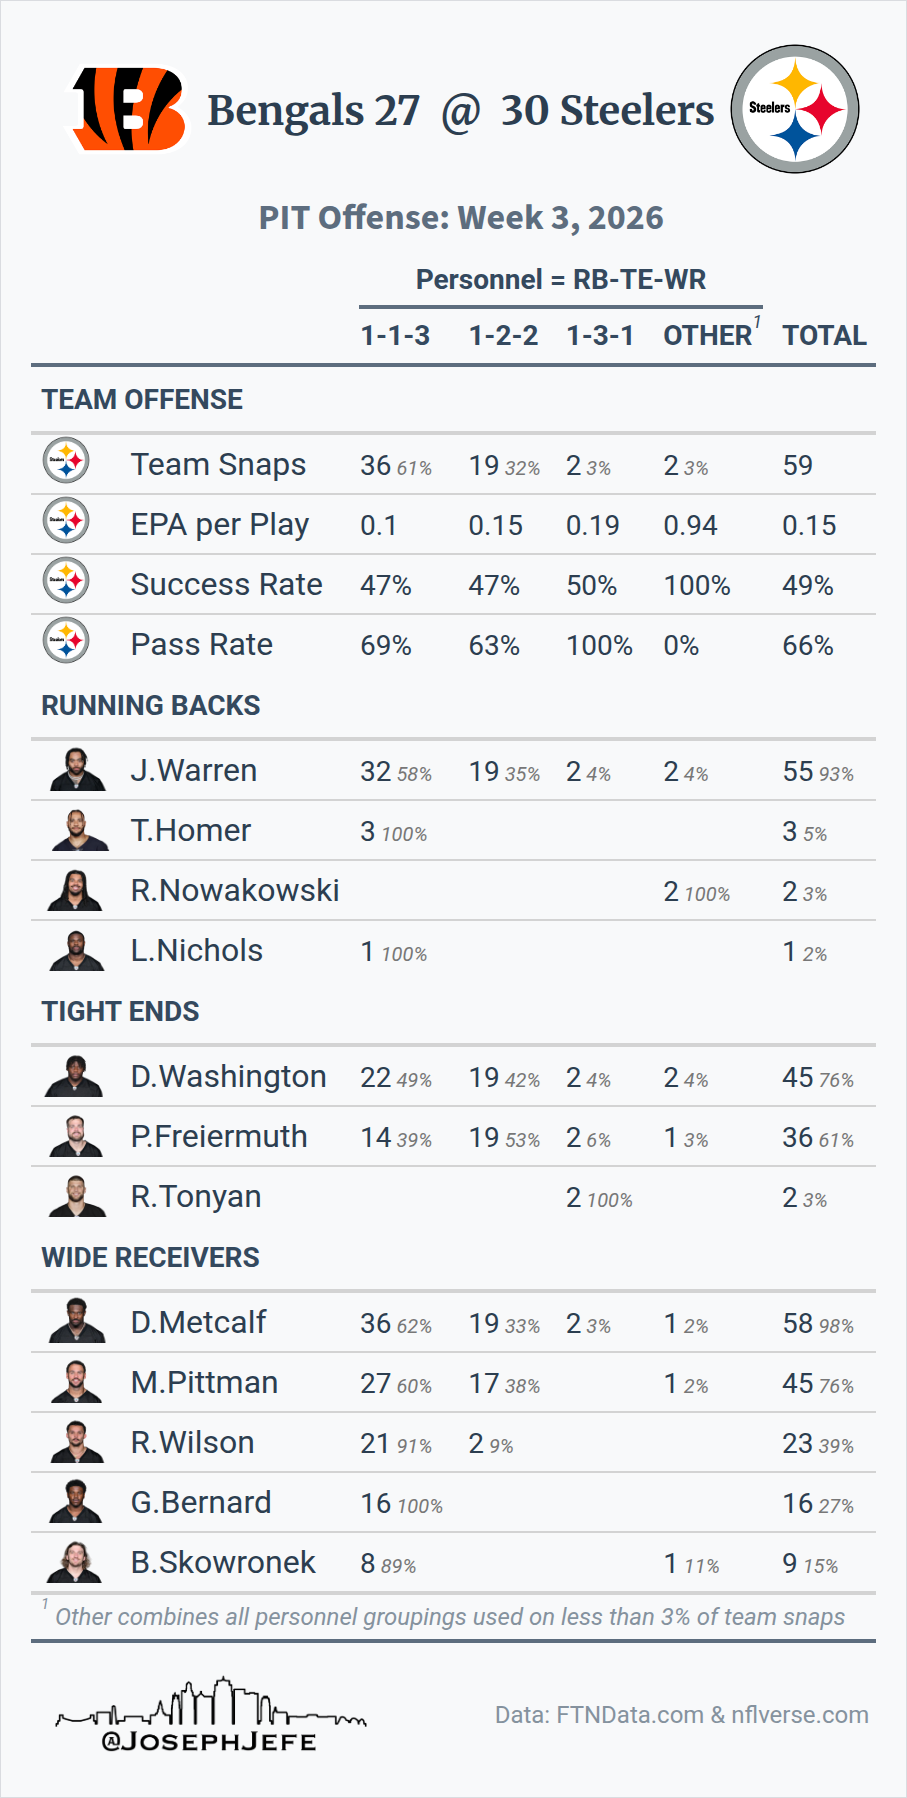 Bengals 27 @ 30 Steelers
Steelers
PIT Offense: Week 3, 2026
Personnel = RB-TE-WR
1-1-3 1-2-2 1-3-1 OTHER1 TOTAL
TEAM OFFENSE
Steelers Team Snaps 36 61% 19 32% 2 3% 2 3% 59
Steelers EPA per Play 0.1 0.15 0.19 0.94 0.15
Steelers Success Rate 47% 47% 50% 100% 49%
Steelers Pass Rate 69% 63% 100% 0% 66%
RUNNING BACKS
J.Warren 32 58% 19 35% 2 4% 2 4% 55 93%
T.Homer 3 100% 3 5%
R.Nowakowski 2 100% 2 3%
L.Nichols 1 100% 1 2%
TIGHT ENDS
D.Washington 22 49% 19 42% 2 4% 2 4% 45 76%
P.Freiermuth 14 39% 19 53% 2 6% 1 3% 36 61%
R.Tonyan 2 100% 2 3%
WIDE RECEIVERS
D.Metcalf 36 62% 19 33% 2 3% 1 2% 58 98%
M.Pittman 27 60% 17 38% 1 2% 45 76%
R.Wilson 21 91% 2 9% 23 39%
G.Bernard 16 100% 16 27%
B.Skowronek 8 89% 1 11% 9 15%
1 Other combines all personnel groupings used on less than 3% of team snaps
@JOSEPHJEFE
Data: FTNData.com & nflverse.com